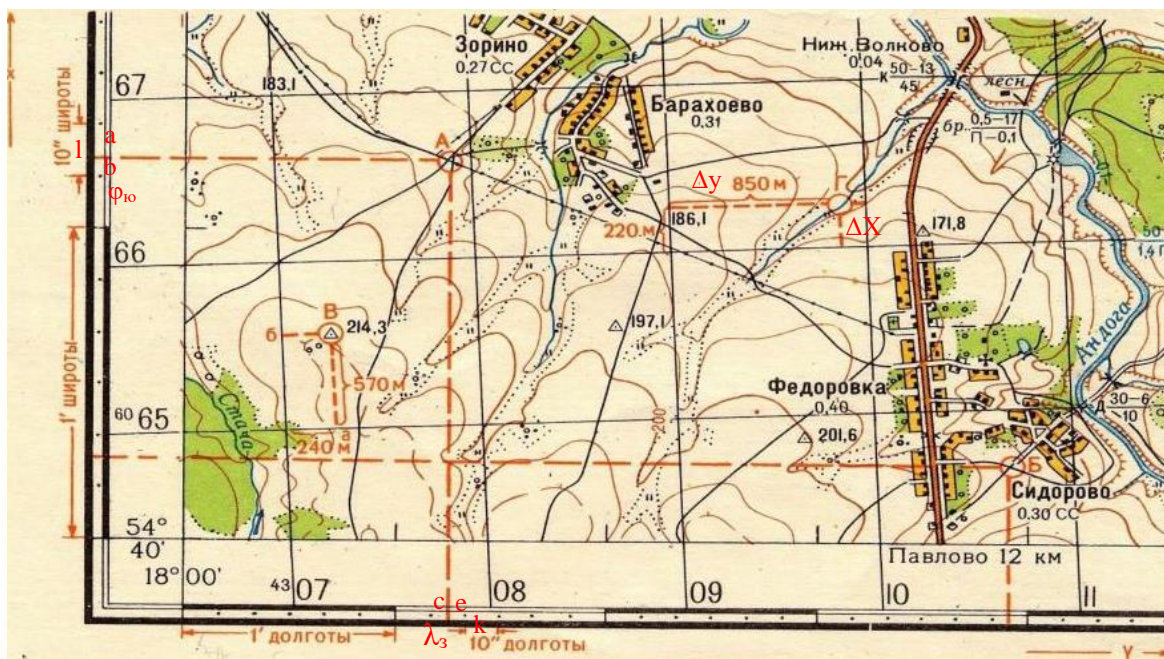 Зорино
0,27 СС
Ниж. Волково
0.04
К 50-13
45
лесн.
2
67
183,1
Барахоево
0,31
бр. 0,5-17
П-0,1
10" широты
l
a
b
φю
x
А
Δy
850 м
Г
ΔX
186,1
220 м
171,8
50
1,4 Г
66
В
б
214,3
197,1
570 м
а
240 м
1' широты
Стача
Андога
Федоровка
0,40
201,6
200
30-6
Д 10
60 65
Б
Сидорово
0.30 СС
54°
40'
18° 00'
Павлово 12 км
43 07
08
09
10
11
c e
λз
k
1' долготы
10" долготы
У